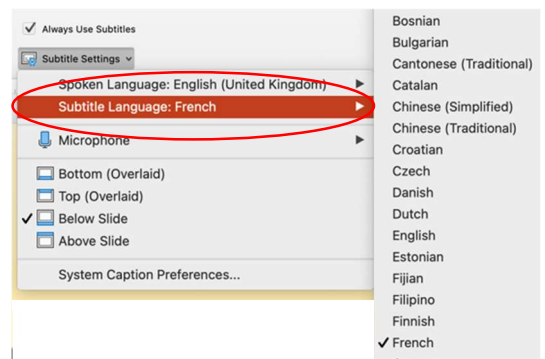 Always Use Subtitles
Subtitle Settings
Spoken Language: English (United Kingdom)
Subtitle Language: French
Microphone
Bottom (Overlaid)
Top (Overlaid)
Below Slide
Above Slide
System Caption Preferences...
Bosnian
Bulgarian
Cantonese (Traditional)
Catalan
Chinese (Simplified)
Chinese (Traditional)
Croatian
Czech
Danish
Dutch
English
Estonian
Fijian
Filipino
Finnish
French